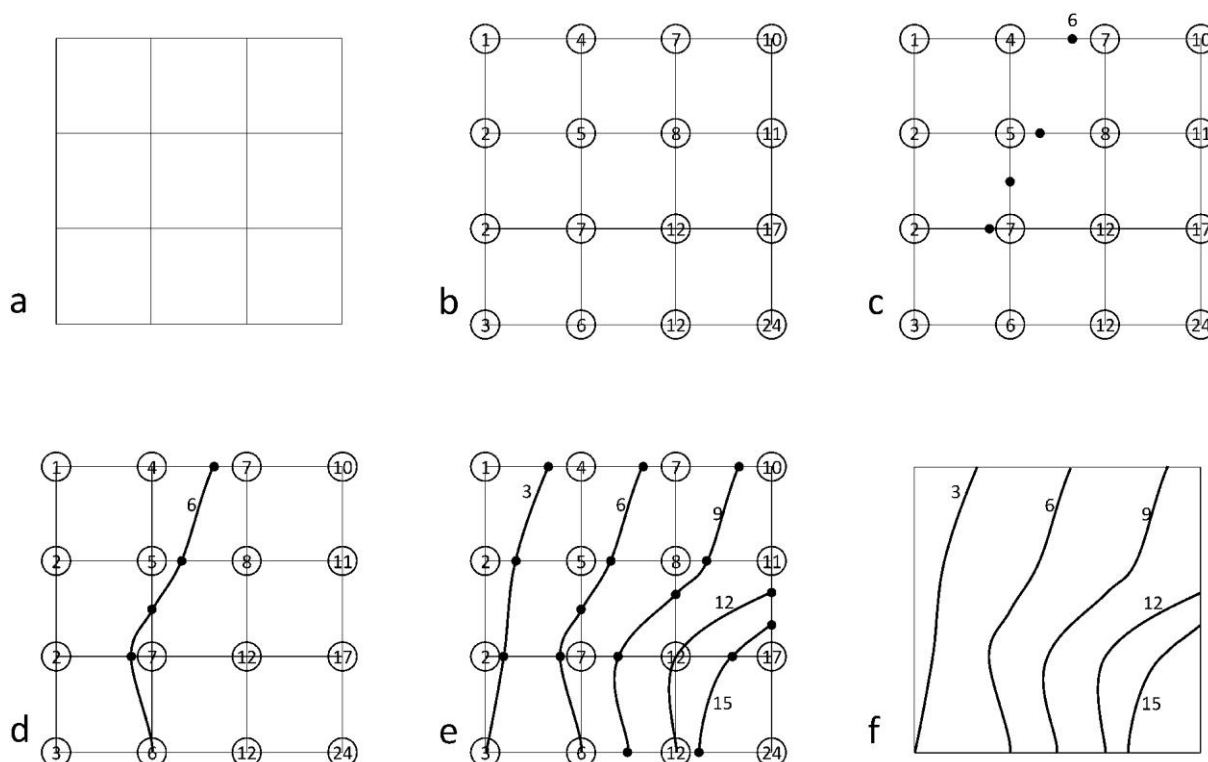 6
1 4 7 10 1 4 7 10
2 5 8 11 2 5 8 11
2 7 12 17 2 7 12 17
a b c
3 6 12 24 3 6 12 24
1 4 7 10 1 4 7 10
6 3 6 9 3 6 9
2 5 8 11 2 5 8 11
12 12
2 7 12 17 2 7 12 17
15 15
d e f
3 6 12 24 3 6 12 24